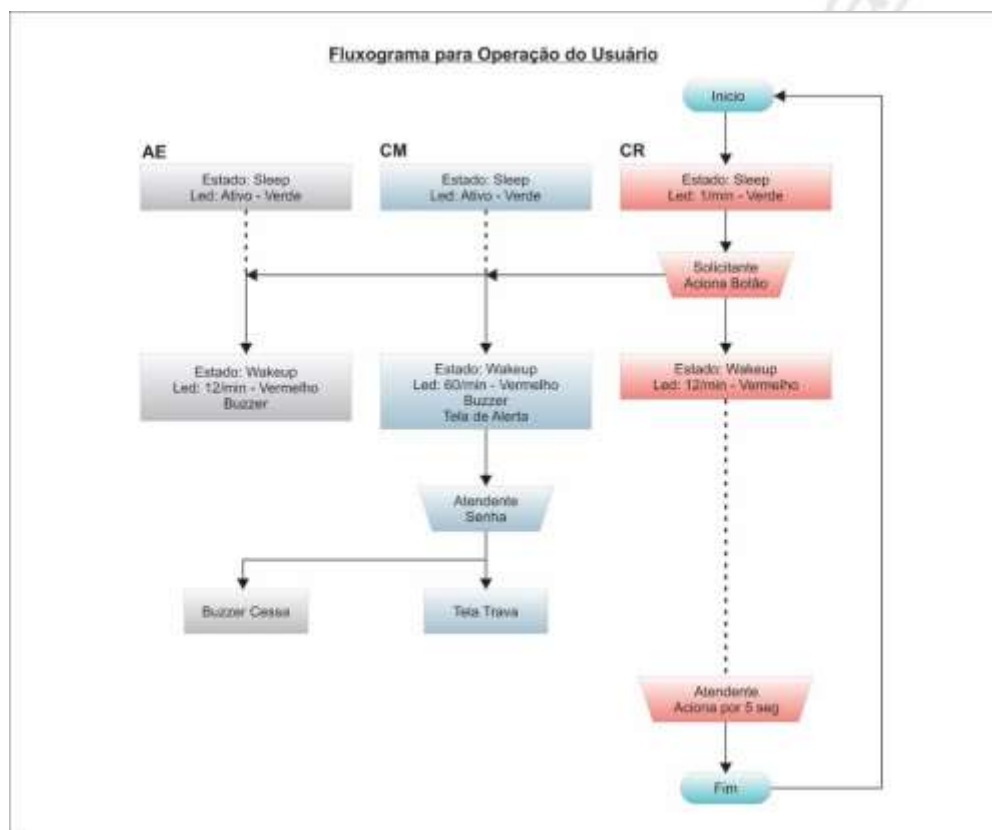 Fluxograma para Operação do Usuário
Inicio
AE
CM
CR
Estado: Sleep
Led: Ativo - Verde
Estado: Sleep
Led: Ativo - Verde
Estado: Sleep
Led: 1/min - Verde
Solicitante
Aciona Botão
Estado: Wakeup
Led: 12/min - Vermelho
Buzzer
Estado: Wakeup
Led: 60/min - Vermelho
Buzzer
Tela de Alerta
Estado: Wakeup
Led: 12/min - Vermelho
Atendente
Senha
Buzzer Cessa
Tela Trava
Atendente
Aciona por 5 seg
Fim